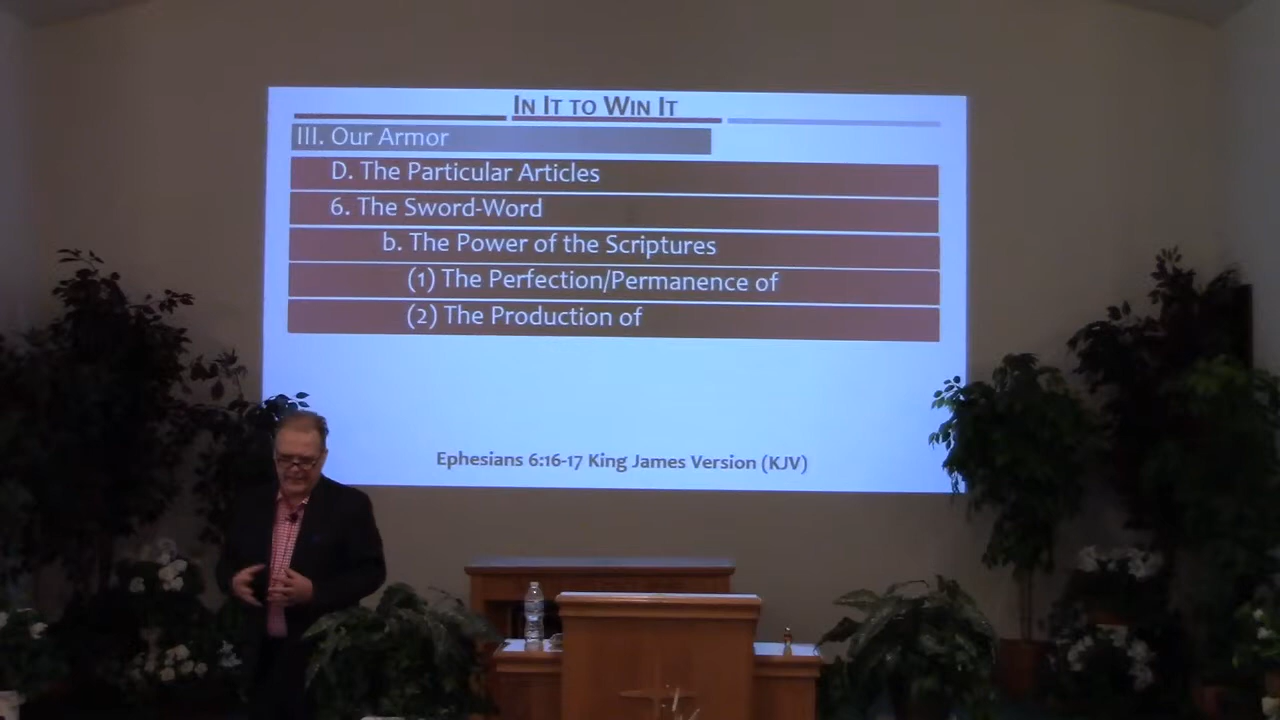 In It to Win It
III. Our Armor
D. The Particular Articles
6. The Sword-Word
b. The Power of the Scriptures
(1) The Perfection/Permanence of
(2) The Production of
Ephesians 6:16-17 King James Version (KJV)